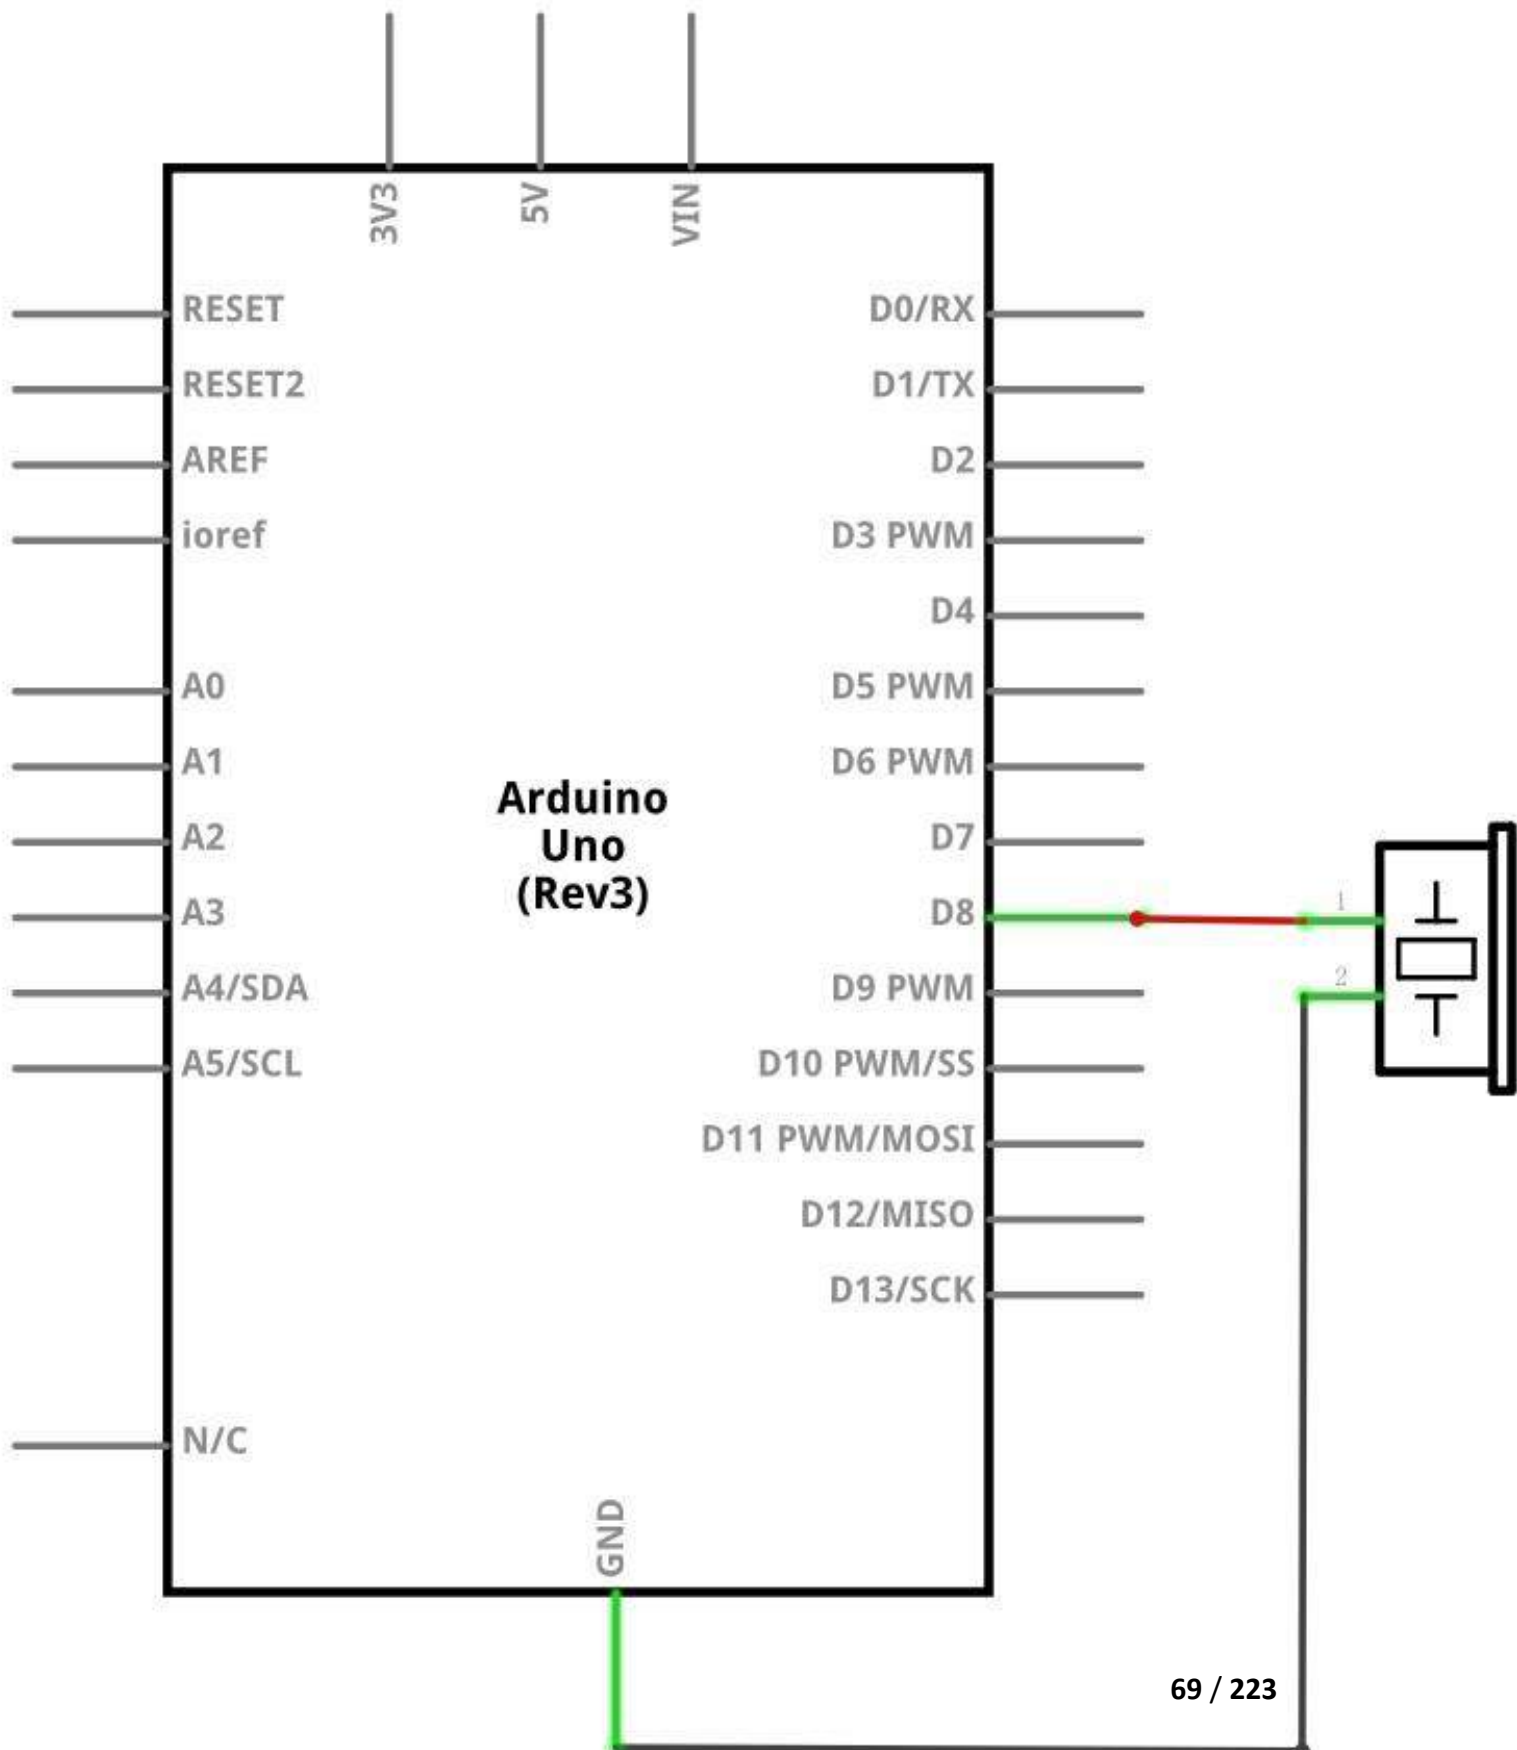 3V3
5V
VIN
RESET
RESET2
AREF
ioref
A0
A1
A2
A3
A4/SDA
A5/SCL
N/C
Arduino
Uno
(Rev3)
D0/RX
D1/TX
D2
D3 PWM
D4
D5 PWM
D6 PWM
D7
D8
D9 PWM
D10 PWM/SS
D11 PWM/MOSI
D12/MISO
D13/SCK
1
2
GND
69 / 223